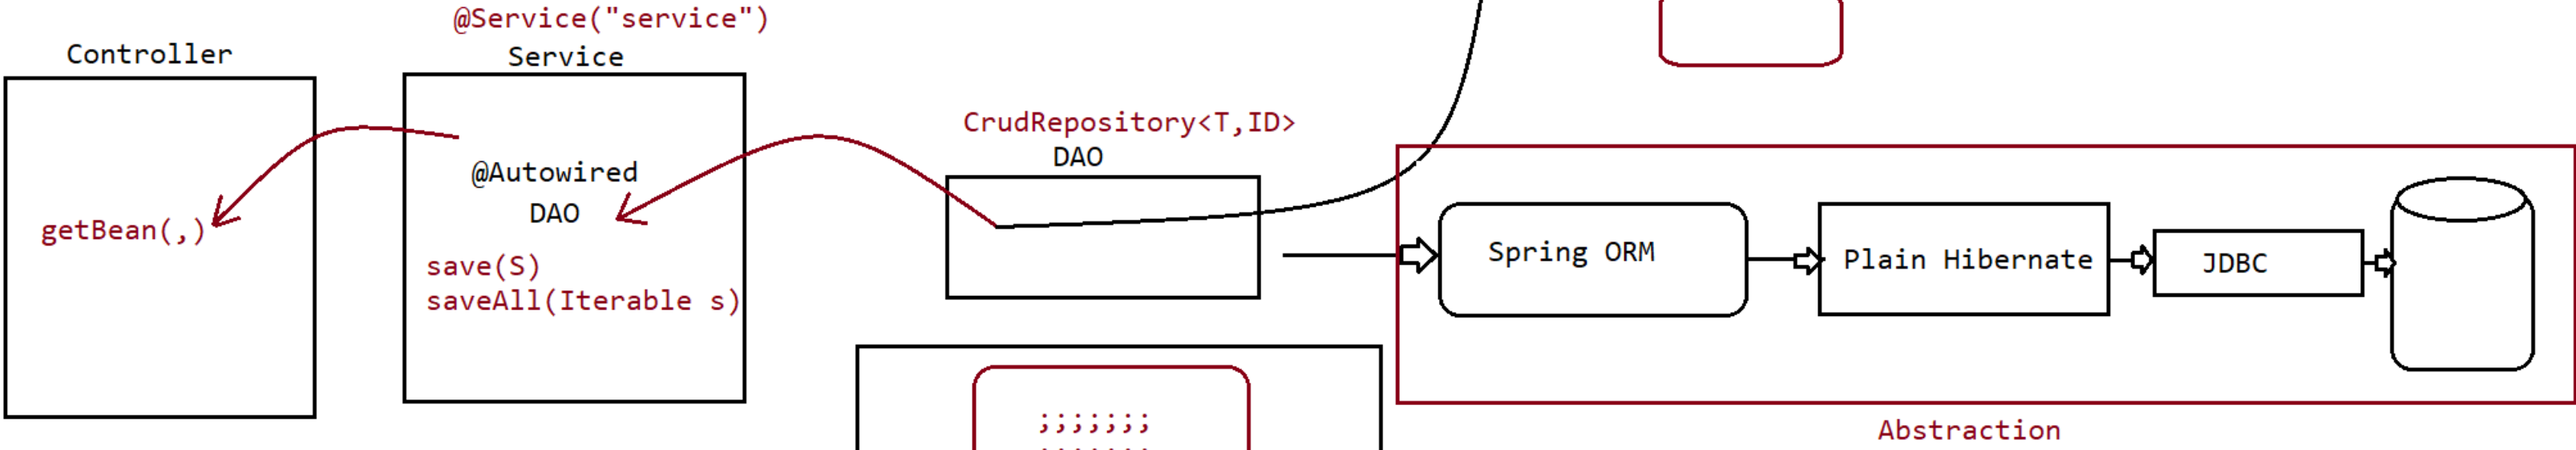 @Service("service")
Controller
Service
CrudRepository<T,ID>
DAO
@Autowired
DAO
getBean(,)
save(S)
saveAll(Iterable s)
Spring ORM
Plain Hibernate
JDBC
;;;;;;;
Abstraction